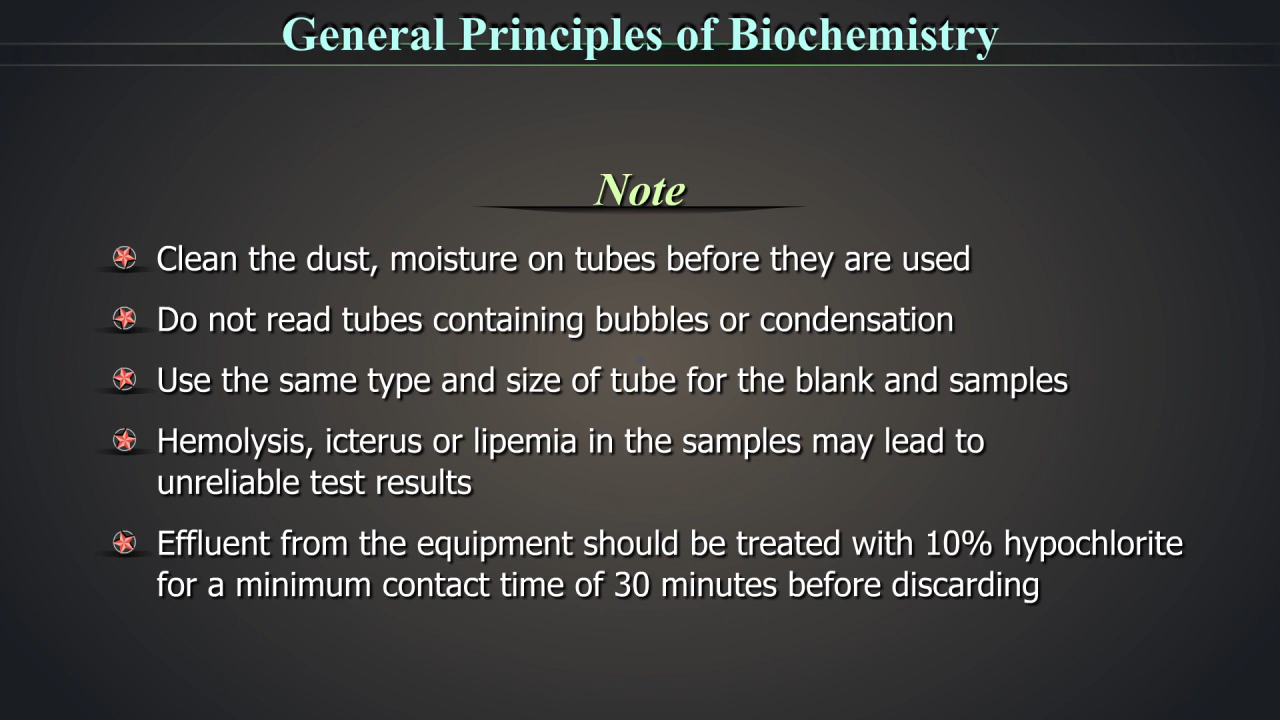 General Principles of Biochemistry
Note
Clean the dust, moisture on tubes before they are used
Do not read tubes containing bubbles or condensation
Use the same type and size of tube for the blank and samples
Hemolysis, icterus or lipemia in the samples may lead to
unreliable test results
Effluent from the equipment should be treated with 10% hypochlorite
for a minimum contact time of 30 minutes before discarding